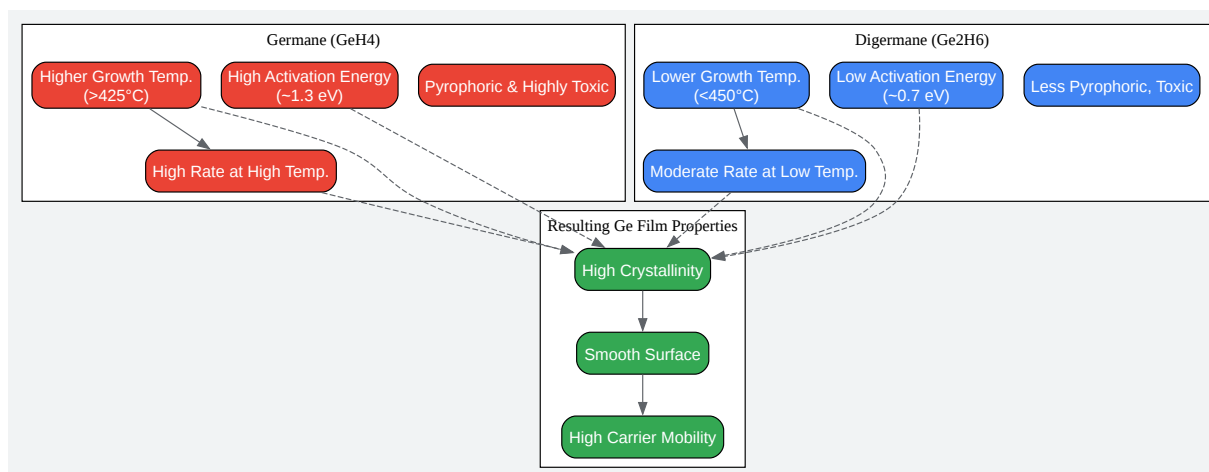 Germane (GeH4)
Higher Growth Temp.
(>425°C)
High Activation Energy
(~1.3 eV)
Pyrophoric & Highly Toxic
High Rate at High Temp.
Digermane (Ge2H6)
Lower Growth Temp.
(<450°C)
Low Activation Energy
(~0.7 eV)
Less Pyrophoric, Toxic
Moderate Rate at Low Temp.
Resulting Ge Film Properties
High Crystallinity
Smooth Surface
High Carrier Mobility